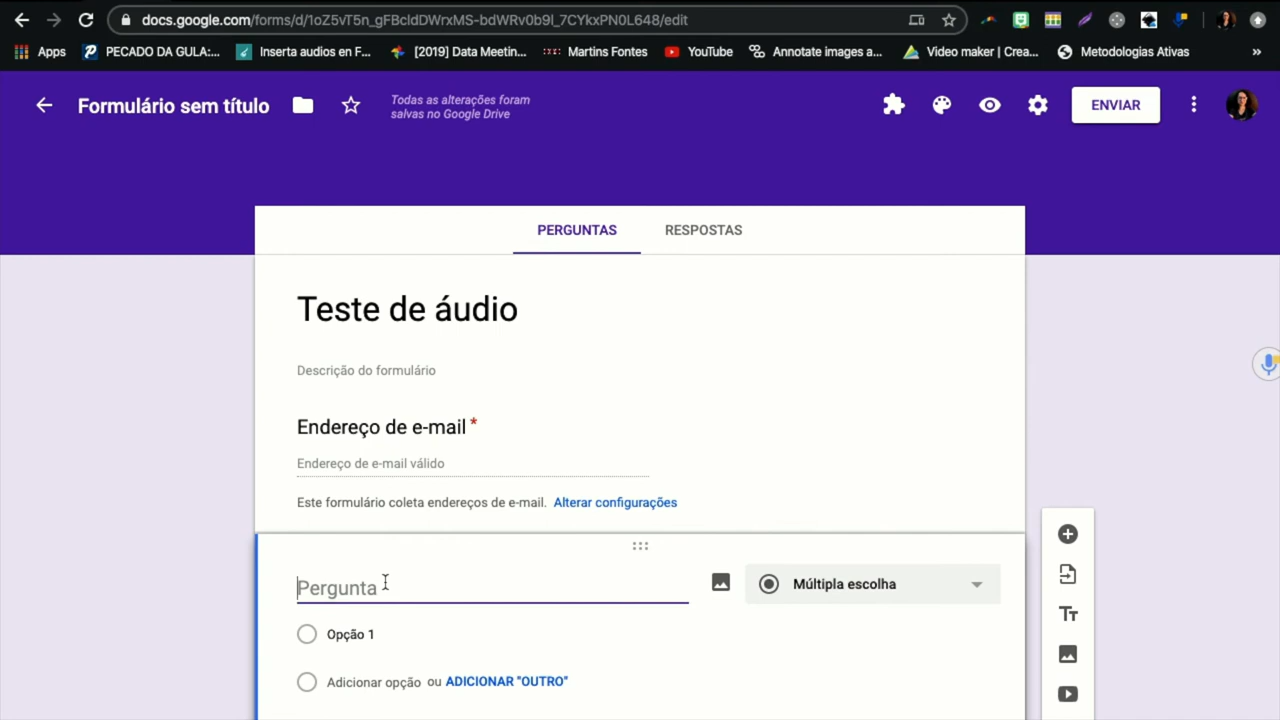 docs.google.com/forms/d/1oZ5vT5n_gFBcldDWrxMS-bdWRv0b9l_7CYkxPN0L648/edit
Apps PECADO DA GULA:... Inserta audios en F... [2019] Data Meetin... Martins Fontes YouTube Annotate images a... Video maker | Crea... Metodologias Ativas »
Formulário sem título
Todas as alterações foram
salvas no Google Drive
ENVIAR
PERGUNTAS RESPOSTAS
Teste de áudio
Descrição do formulário
Endereço de e-mail *
Endereço de e-mail válido
Este formulário coleta endereços de e-mail. Alterar configurações
Pergunta
Múltipla escolha
Opção 1
Adicionar opção ou ADICIONAR "OUTRO"
Tт